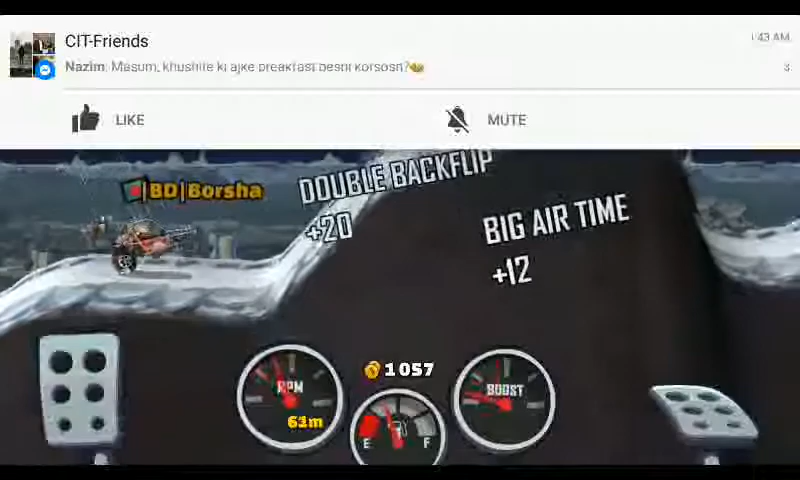 CIT-Friends
1:43 AM
Nazim: Masum, khushite ki ajke breakfast beshi korsosh?
3
LIKE
MUTE
|BD|Borsha
DOUBLE BACKFLIP
+20
BIG AIR TIME
+12
1057
RPM
BOOST
61m
E
F